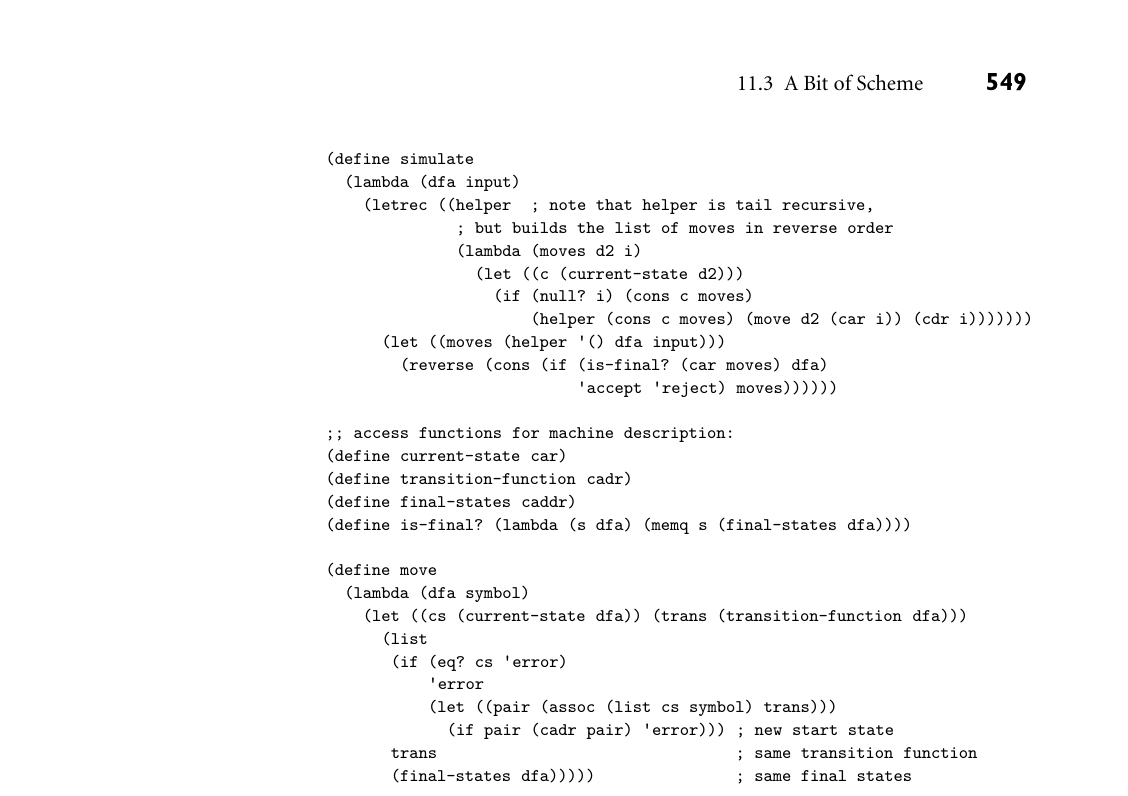 11.3 A Bit of Scheme 549
(define simulate
  (lambda (dfa input)
    (letrec ((helper  ; note that helper is tail recursive,
              ; but builds the list of moves in reverse order
              (lambda (moves d2 i)
                (let ((c (current-state d2)))
                  (if (null? i) (cons c moves)
                      (helper (cons c moves) (move d2 (car i)) (cdr i)))))))
      (let ((moves (helper '() dfa input)))
        (reverse (cons (if (is-final? (car moves) dfa)
                           'accept 'reject) moves))))))
;; access functions for machine description:
(define current-state car)
(define transition-function cadr)
(define final-states caddr)
(define is-final? (lambda (s dfa) (memq s (final-states dfa))))
(define move
  (lambda (dfa symbol)
    (let ((cs (current-state dfa)) (trans (transition-function dfa)))
      (list
       (if (eq? cs 'error)
           'error
           (let ((pair (assoc (list cs symbol) trans)))
             (if pair (cadr pair) 'error))) ; new start state
       trans                                ; same transition function
       (final-states dfa)))))               ; same final states